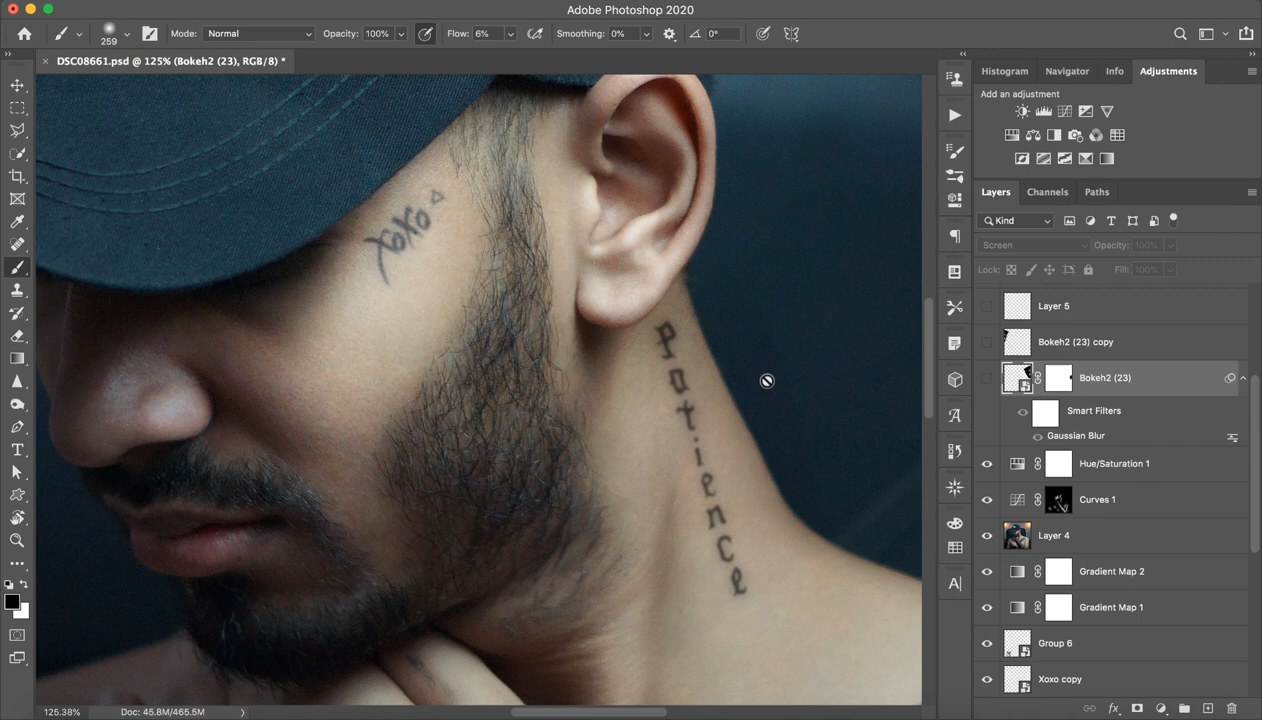 Adobe Photoshop 2020
259
Mode: Normal
Opacity: 100%
Flow: 6%
Smoothing: 0%
0°
× DSC08661.psd @ 125% (Bokeh2 (23), RGB/8) *
Histogram
Navigator
Info
Adjustments
Add an adjustment
Layers
Channels
Paths
Kind
Screen
Opacity: 100%
Lock:
Fill: 100%
Layer 5
Bokeh2 (23) copy
Bokeh2 (23)
Smart Filters
Gaussian Blur
Hue/Saturation 1
Curves 1
Layer 4
Gradient Map 2
Gradient Map 1
Group 6
Xoxo copy
xoxo
Patience
125.38%
Doc: 45.8M/465.5M